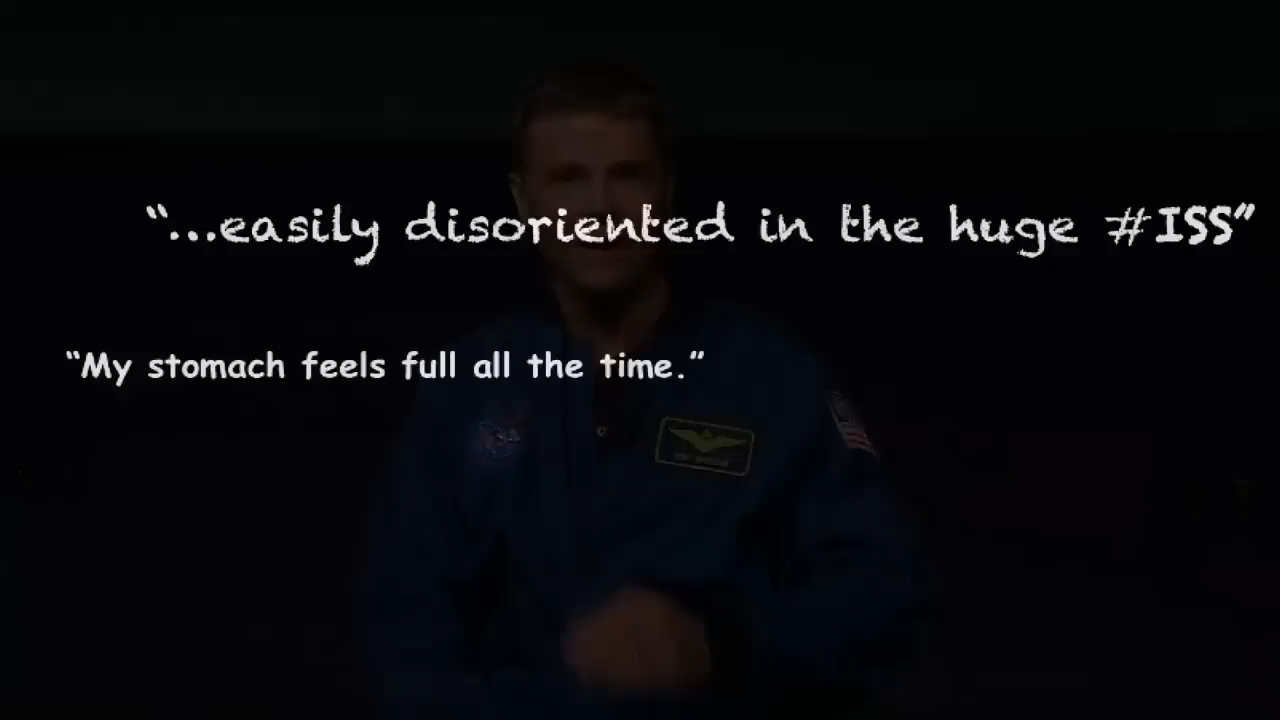 “...easily disoriented in the huge #ISS”
“My stomach feels full all the time.”